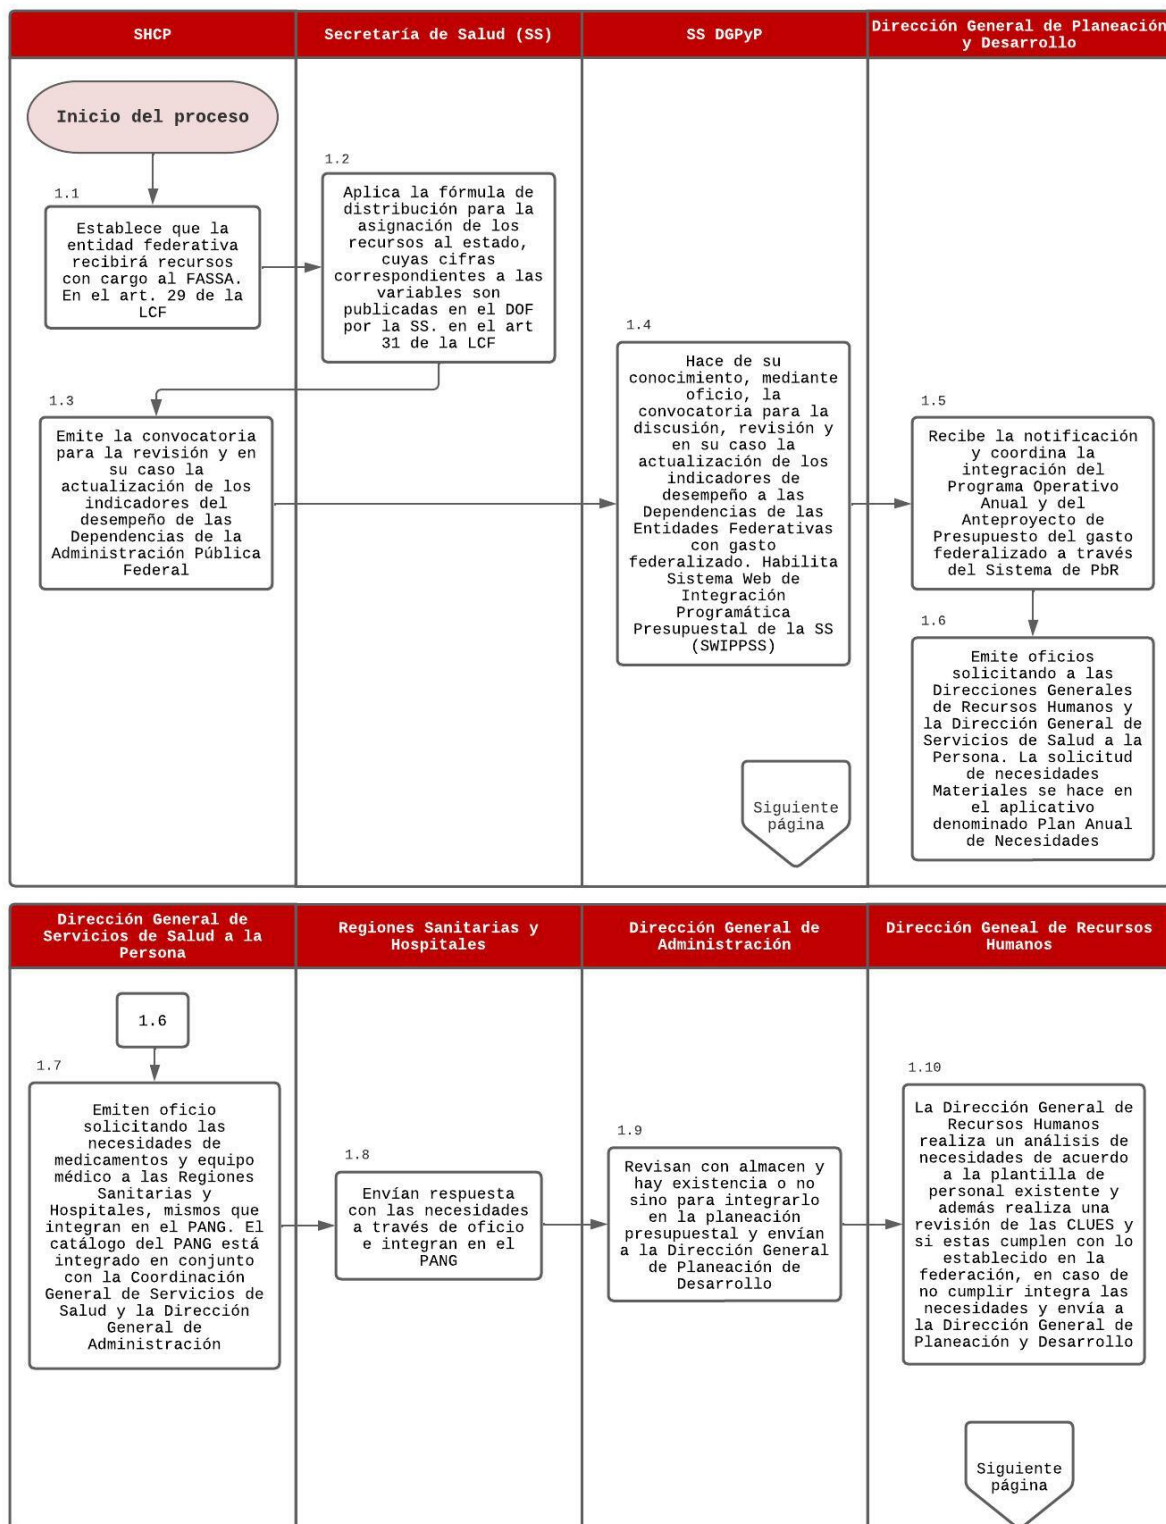 SHCP
Secretaría de Salud (SS)
SS DGPyP
Dirección General de Planeación
y Desarrollo
Inicio del proceso
1.1
Establece que la
entidad federativa
recibirá recursos
con cargo al FASSA.
En el art. 29 de la
LCF
1.2
Aplica la fórmula de
distribución para la
asignación de los
recursos al estado,
cuyas cifras
correspondientes a las
variables son
publicadas en el DOF
por la SS. en el art
31 de la LCF
1.3
Emite la convocatoria
para la revisión y en
su caso la
actualización de los
indicadores del
desempeño de las
Dependencias de la
Administración Pública
Federal
1.4
Hace de su
conocimiento, mediante
oficio, la
convocatoria para la
discusión, revisión y
en su caso la
actualización de los
indicadores de
desempeño a las
Dependencias de las
Entidades Federativas
con gasto
federalizado. Habilita
Sistema Web de
Integración
Programática
Presupuestal de la SS
(SWIPPSS)
1.5
Recibe la notificación
y coordina la
integración del
Programa Operativo
Anual y del
Anteproyecto de
Presupuesto del gasto
federalizado a través
del Sistema de PbR
1.6
Emite oficios
solicitando a las
Direcciones Generales
de Recursos Humanos y
la Dirección General de
Servicios de Salud a la
Persona. La solicitud
de necesidades
Materiales se hace en
el aplicativo
denominado Plan Anual
de Necesidades
Siguiente
página
Dirección General de
Servicios de Salud a la
Persona
Regiones Sanitarias y
Hospitales
Dirección General de
Administración
Dirección Geneal de Recursos
Humanos
1.6
1.7
Emiten oficio
solicitando las
necesidades de
medicamentos y equipo
médico a las Regiones
Sanitarias y
Hospitales, mismos que
integran en el PANG. El
catálogo del PANG está
integrado en conjunto
con la Coordinación
General de Servicios de
Salud y la Dirección
General de
Administración
1.8
Envían respuesta
con las necesidades
a través de oficio
e integran en el
PANG
1.9
Revisan con almacen y
hay existencia o no
sino para integrarlo
en la planeación
presupuestal y envían
a la Dirección General
de Planeación de
Desarrollo
1.10
La Dirección General de
Recursos Humanos
realiza un análisis de
necesidades de acuerdo
a la plantilla de
personal existente y
además realiza una
revisión de las CLUES y
si estas cumplen con lo
establecido en la
federación, en caso de
no cumplir integra las
necesidades y envía a
la Dirección General de
Planeación y Desarrollo
Siguiente
página